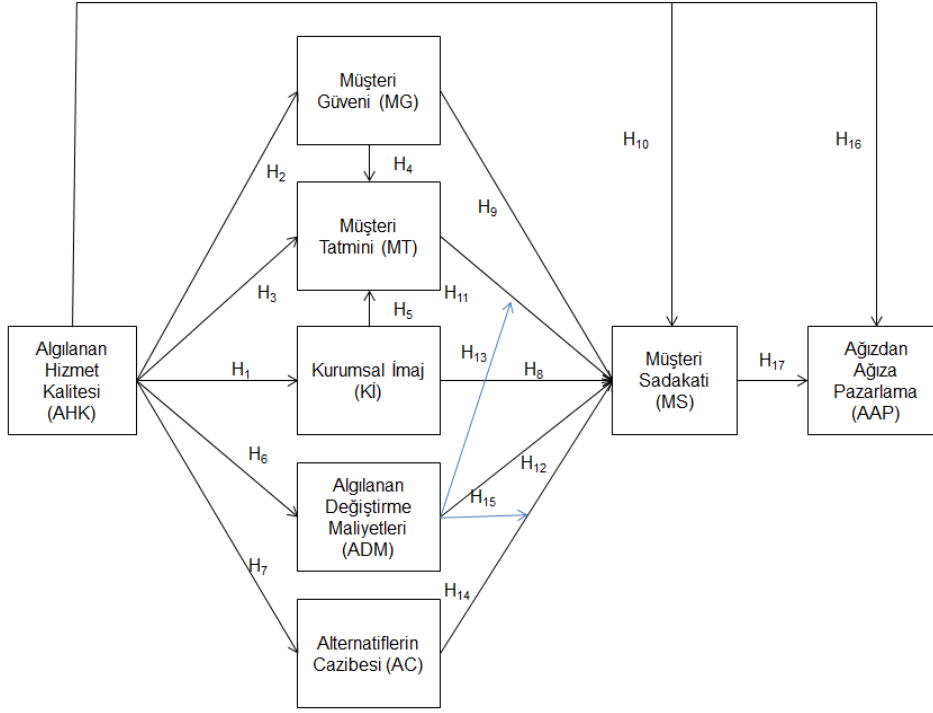 Müşteri
Güveni (MG)
H10
H16
H2
H4
H9
Müşteri
Tatmini (MT)
H3
H11
H5
Algılanan
Hizmet
Kalitesi
(AHK)
H1
Kurumsal İmaj
(Kİ)
H13
H8
Müşteri
Sadakati
(MS)
H17
Ağızdan
Ağıza
Pazarlama
(AAP)
H6
H12
Algılanan
Değiştirme
Maliyetleri
(ADM)
H15
H7
H14
Alternatiflerin
Cazibesi (AC)